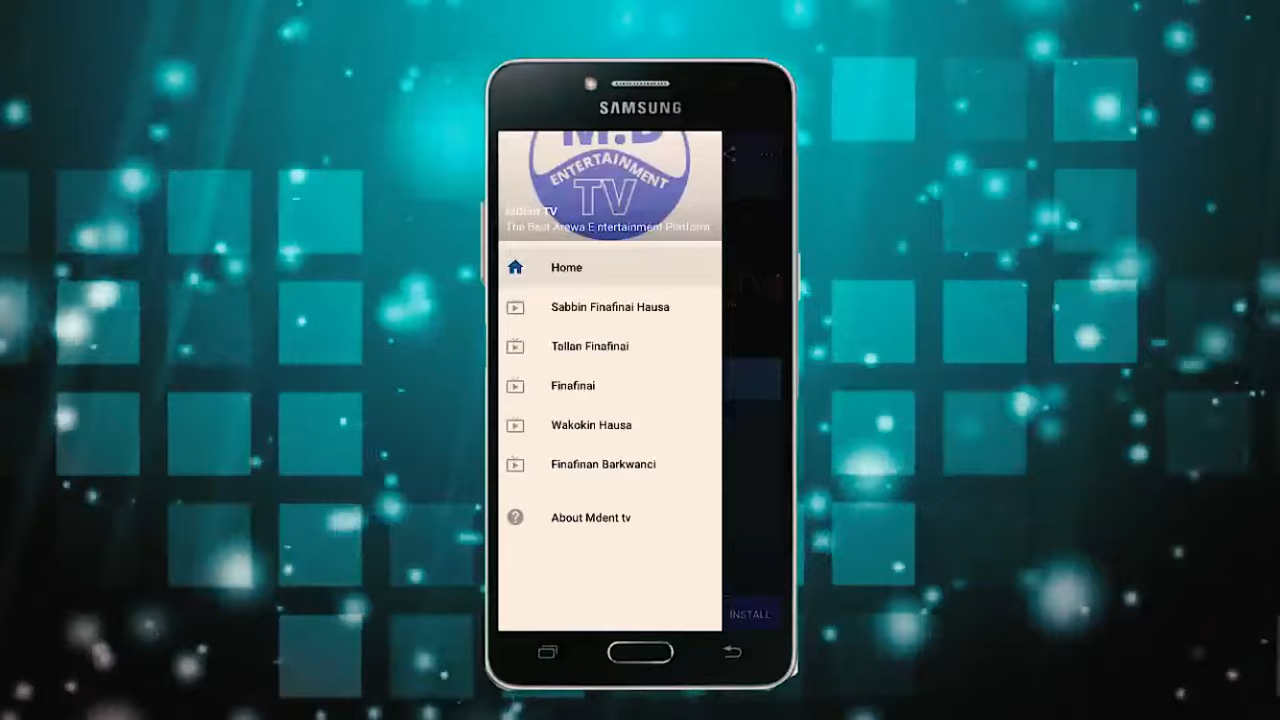 SAMSUNG
M.D
ENTERTAINMENT
TV
MDent TV
The Best Arewa Entertainment Platform
Home
Sabbin Finafinai Hausa
Tallan Finafinai
Finafinai
Wakokin Hausa
Finafinan Barkwanci
About Mdent tv
INSTALL